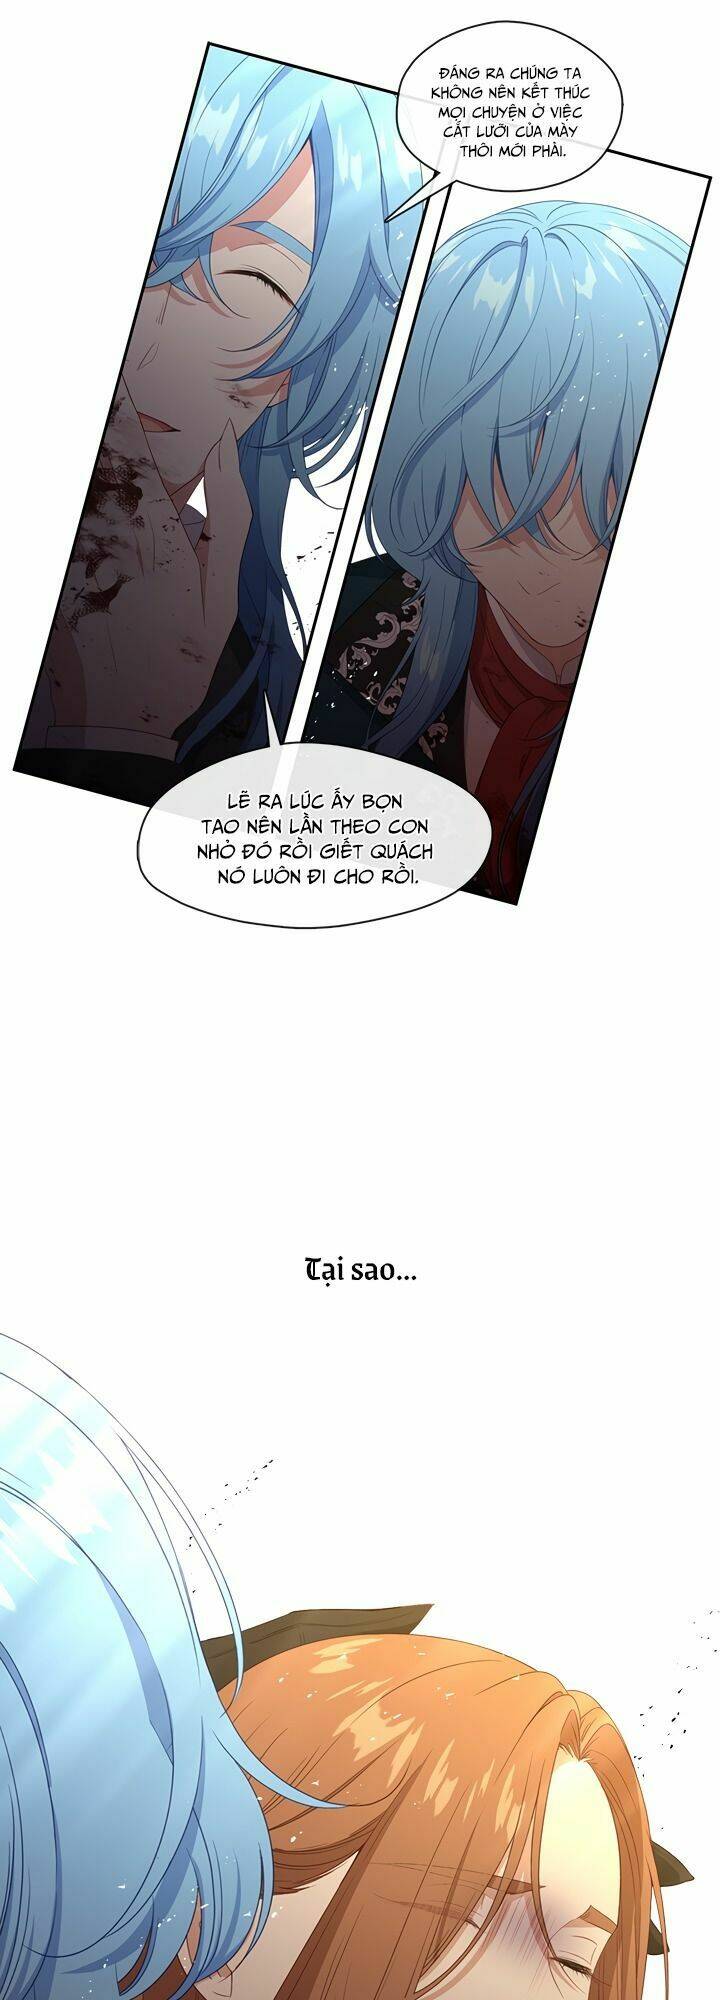 ĐÁNG RA CHÚNG TA
KHÔNG NÊN KẾT THÚC
MỌI CHUYỆN Ở VIỆC
CẮT LƯỠI CỦA MÀY
THÔI MỚI PHẢI.
LẼ RA LÚC ẤY BỌN
TAO NÊN LẦN THEO CON
NHỎ ĐÓ RỒI GIẾT QUÁCH
NÓ LUÔN ĐI CHO RỒI.
Tại sao...